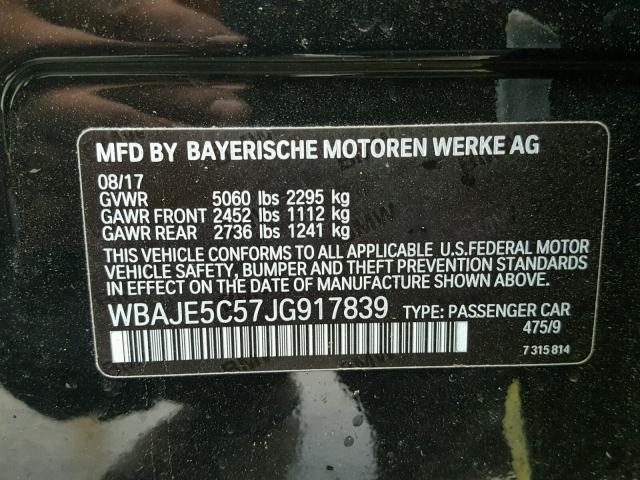 MFD BY BAYERISCHE MOTOREN WERKE AG
08/17
GVWR 5060 lbs 2295 kg
GAWR FRONT 2452 lbs 1112 kg
GAWR REAR 2736 lbs 1241 kg
THIS VEHICLE CONFORMS TO ALL APPLICABLE U.S.FEDERAL MOTOR
VEHICLE SAFETY, BUMPER AND THEFT PREVENTION STANDARDS
IN EFFECT ON THE DATE OF MANUFACTURE SHOWN ABOVE.
WBAJE5C57JG917839 TYPE: PASSENGER CAR
475/9
7 315 814